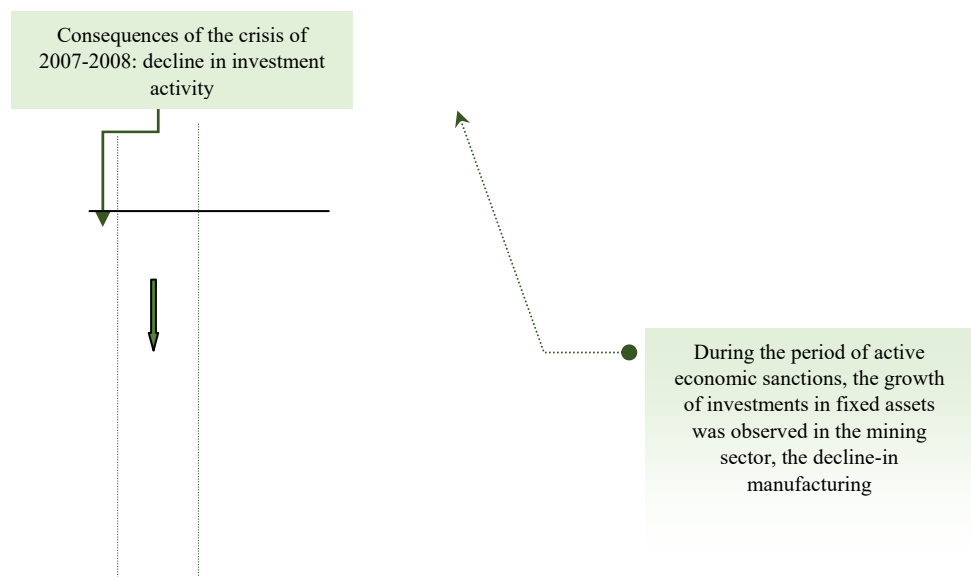 Consequences of the crisis of
2007-2008: decline in investment
activity
During the period of active
economic sanctions, the growth
of investments in fixed assets
was observed in the mining
sector, the decline-in
manufacturing